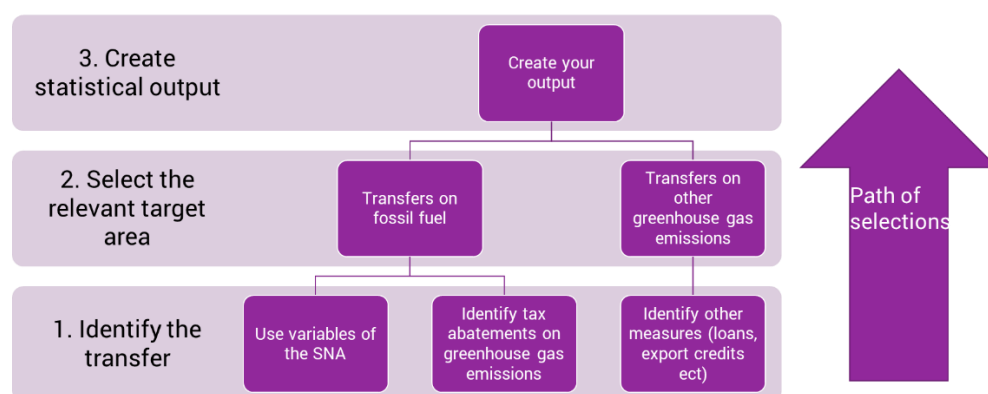 3. Create
statistical output
Create your
output
2. Select the
relevant target
area
Transfers on
fossil fuel
Transfers on
other
greenhouse gas
emissions
Path of
selections
1. Identify the
transfer
Use variables of
the SNA
Identify tax
abatements on
greenhouse gas
emissions
Identify other
measures (loans,
export credits
ect)